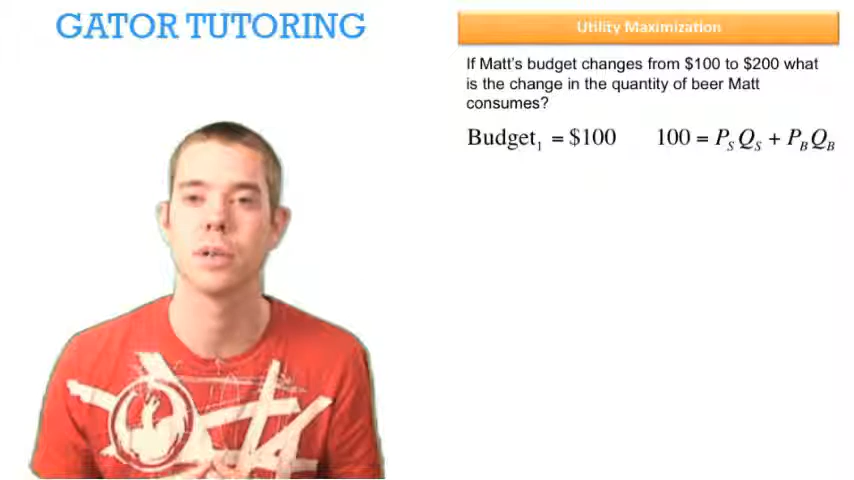 GATOR TUTORING
Utility Maximization
If Matt's budget changes from $100 to $200 what
is the change in the quantity of beer Matt
consumes?
Budget₁ = $100 100 = P_S Q_S + P_B Q_B